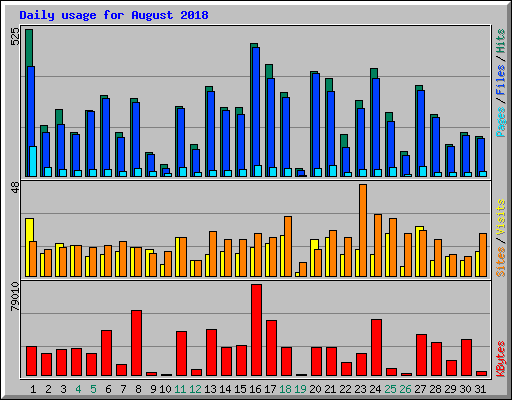 Daily usage for August 2018
525
Pages / Files / Hits
48
Sites / Visits
79010
KBytes
1 2 3 4 5 6 7 8 9 10 11 12 13 14 15 16 17 18 19 20 21 22 23 24 25 26 27 28 29 30 31